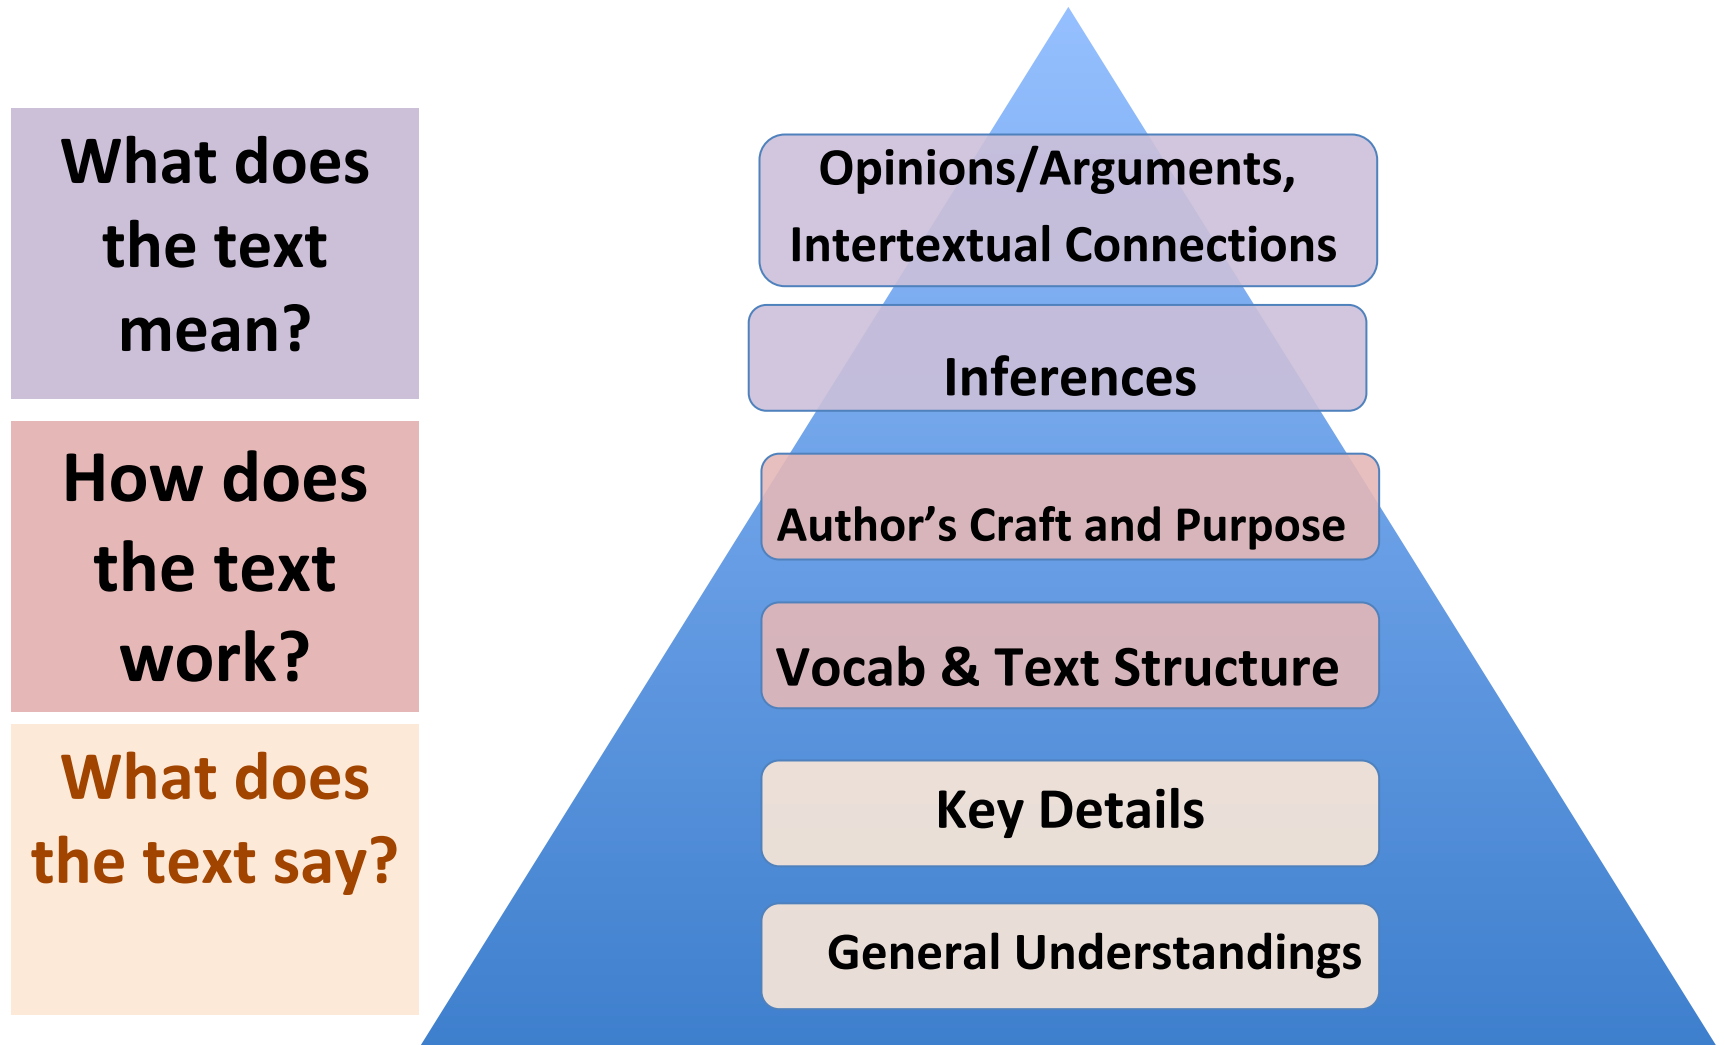 What does
the text
mean?
How does
the text
work?
What does
the text say?
Opinions/Arguments,
Intertextual Connections
Inferences
Author’s Craft and Purpose
Vocab & Text Structure
Key Details
General Understandings